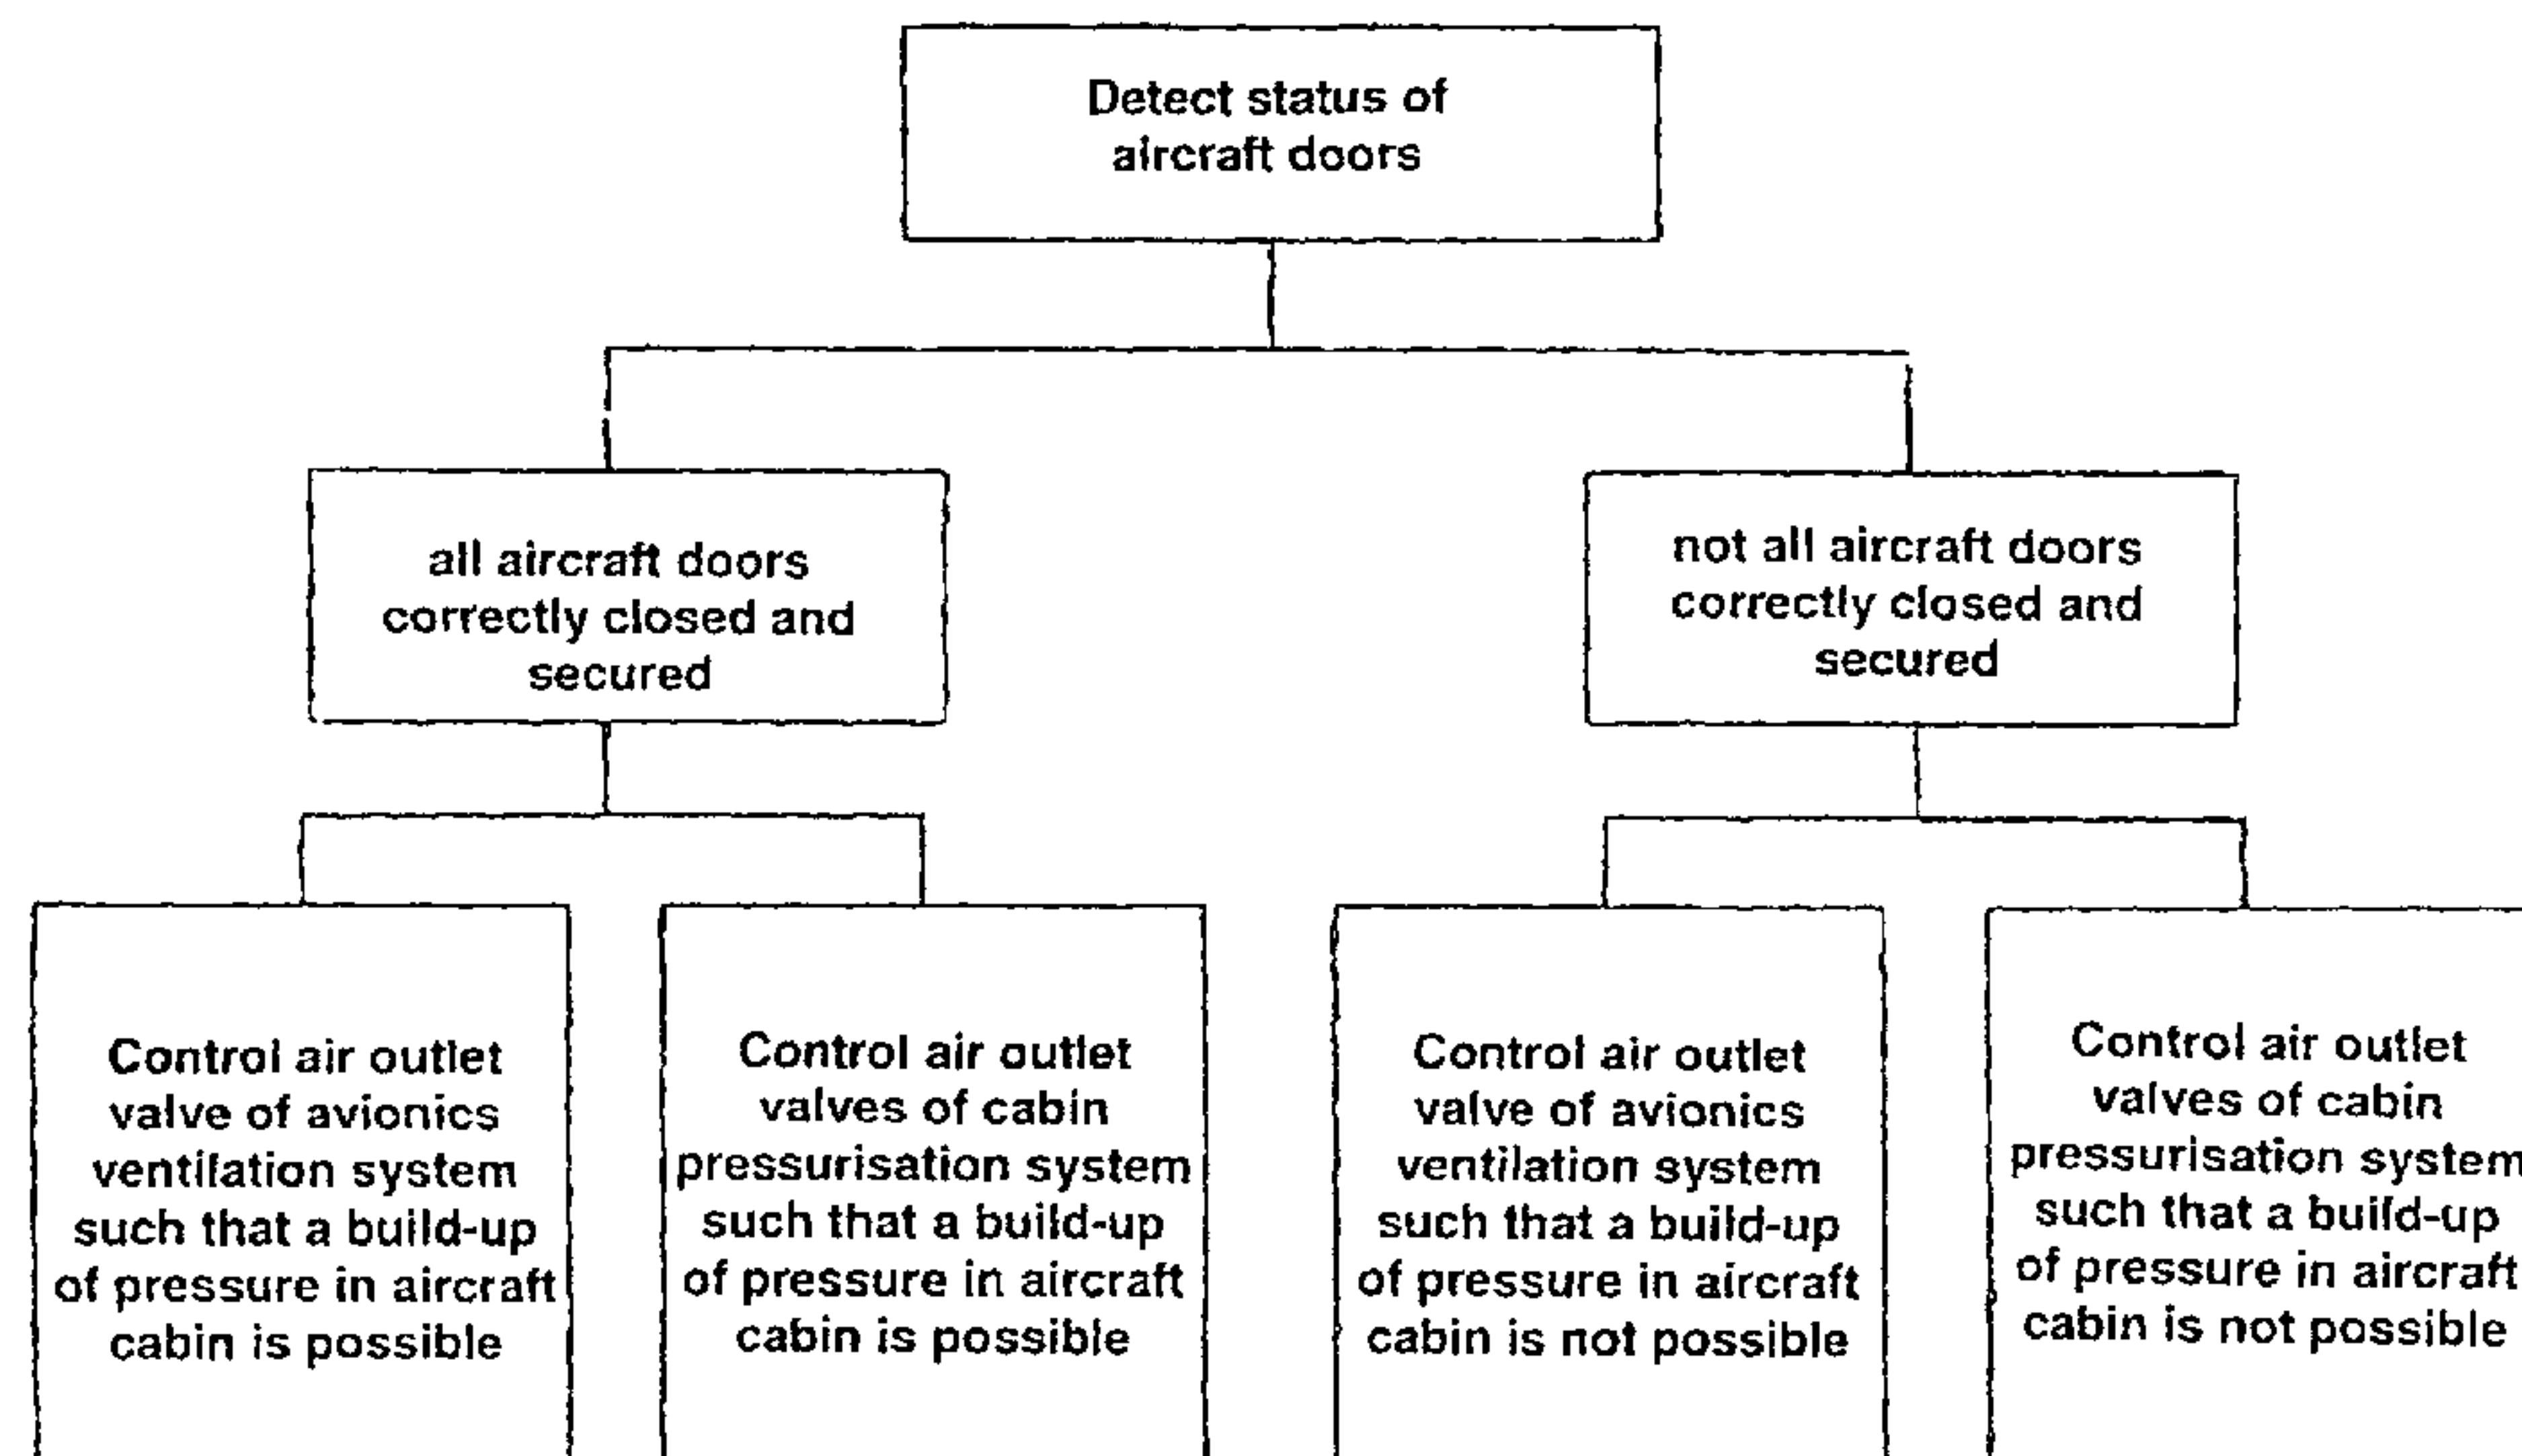 Detect status of
aircraft doors
all aircraft doors
correctly closed and
secured
not all aircraft doors
correctly closed and
secured
Control air outlet
valve of avionics
ventilation system
such that a build-up
of pressure in aircraft
cabin is possible
Control air outlet
valves of cabin
pressurisation system
such that a build-up
of pressure in aircraft
cabin is possible
Control air outlet
valve of avionics
ventilation system
such that a build-up
of pressure in aircraft
cabin is not possible
Control air outlet
valves of cabin
pressurisation system
such that a build-up
of pressure in aircraft
cabin is not possible